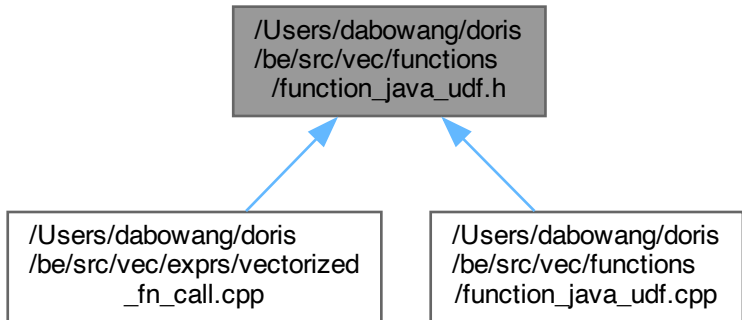 /Users/dabowang/doris
/be/src/vec/functions
/function_java_udf.h
/Users/dabowang/doris
/be/src/vec/exprs/vectorized
_fn_call.cpp
/Users/dabowang/doris
/be/src/vec/functions
/function_java_udf.cpp